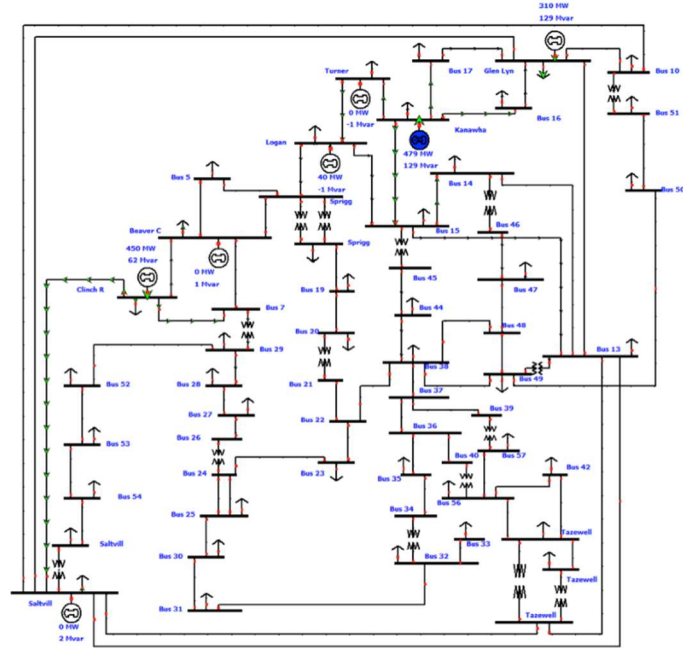 310 MW
129 Mvar
Turner
Bus 17
Glen Lyn
Bus 10
0 MW
-1 Mvar
Kanawha
Bus 16
Bus 51
Logan
479 MW
129 Mvar
40 MW
-1 Mvar
Bus 5
Bus 14
Bus 50
Sprigg
Bus 15
Bus 46
Beaver C
450 MW
62 Mvar
Sprigg
0 MW
1 Mvar
Bus 45
Bus 47
Clinch R
Bus 19
Bus 7
Bus 44
Bus 20
Bus 48
Bus 29
Bus 13
Bus 38
Bus 52
Bus 28
Bus 21
Bus 49
Bus 37
Bus 27
Bus 22
Bus 39
Bus 53
Bus 26
Bus 36
Bus 57
Bus 40
Bus 24
Bus 23
Bus 35
Bus 42
Bus 54
Bus 56
Bus 25
Bus 34
Tazewell
Saltvill
Bus 33
Bus 30
Bus 32
Tazewell
Saltvill
Bus 31
Tazewell
0 MW
2 Mvar